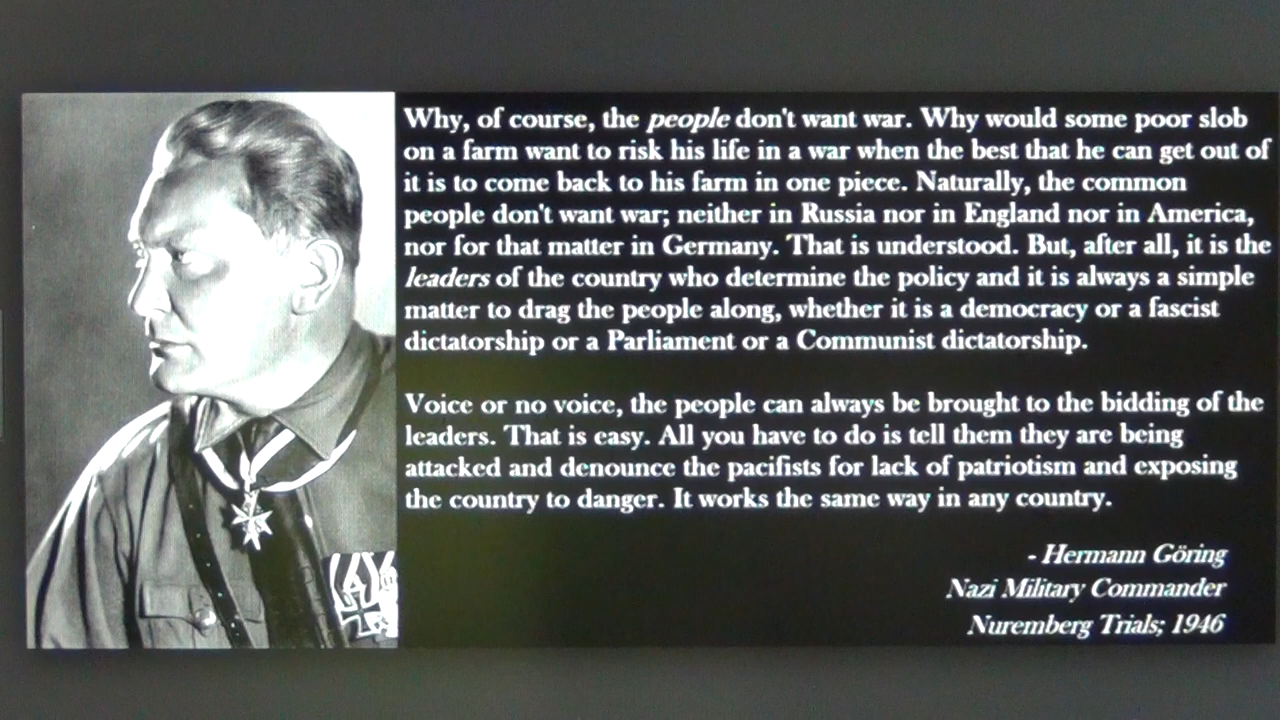 Why, of course, the people don't want war. Why would some poor slob
on a farm want to risk his life in a war when the best that he can get out of
it is to come back to his farm in one piece. Naturally, the common
people don't want war; neither in Russia nor in England nor in America,
nor for that matter in Germany. That is understood. But, after all, it is the
leaders of the country who determine the policy and it is always a simple
matter to drag the people along, whether it is a democracy or a fascist
dictatorship or a Parliament or a Communist dictatorship.
Voice or no voice, the people can always be brought to the bidding of the
leaders. That is easy. All you have to do is tell them they are being
attacked and denounce the pacifists for lack of patriotism and exposing
the country to danger. It works the same way in any country.
- Hermann Göring
Nazi Military Commander
Nuremberg Trials; 1946